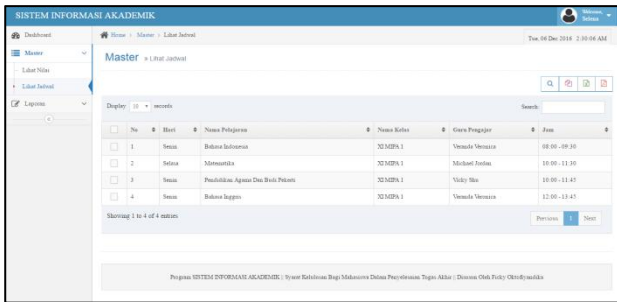 SISTEM INFORMASI AKADEMIK
Welcome,
Selma
Dashboard
Home > Master > Lihat Jadwal
Tue, 06 Dec 2016 2:30:06 AM
Master
Lihat Nilai
Lihat Jadwal
Laporan
Master » Lihat Jadwal
Display 10 records
Search:
No Hari Nama Pelajaran Nama Kelas Guru Pengajar Jam
1 Senin Bahasa Indonesia XI MIPA 1 Veranda Veronica 08:00 - 09:30
2 Selasa Matematika XI MIPA 1 Michael Jordan 10:00 - 11:30
3 Senin Pendidikan Agama Dan Budi Pekerti XI MIPA 1 Vicky Shu 10:00 - 11:45
4 Senin Bahasa Inggris XI MIPA 1 Veranda Veronica 12:00 - 13:45
Showing 1 to 4 of 4 entries
Previous 1 Next
Program SISTEM INFORMASI AKADEMIK || Syarat Kelulusan Bagi Mahasiswa Dalam Penyelesaian Tugas Akhir || Disusun Oleh Ficky